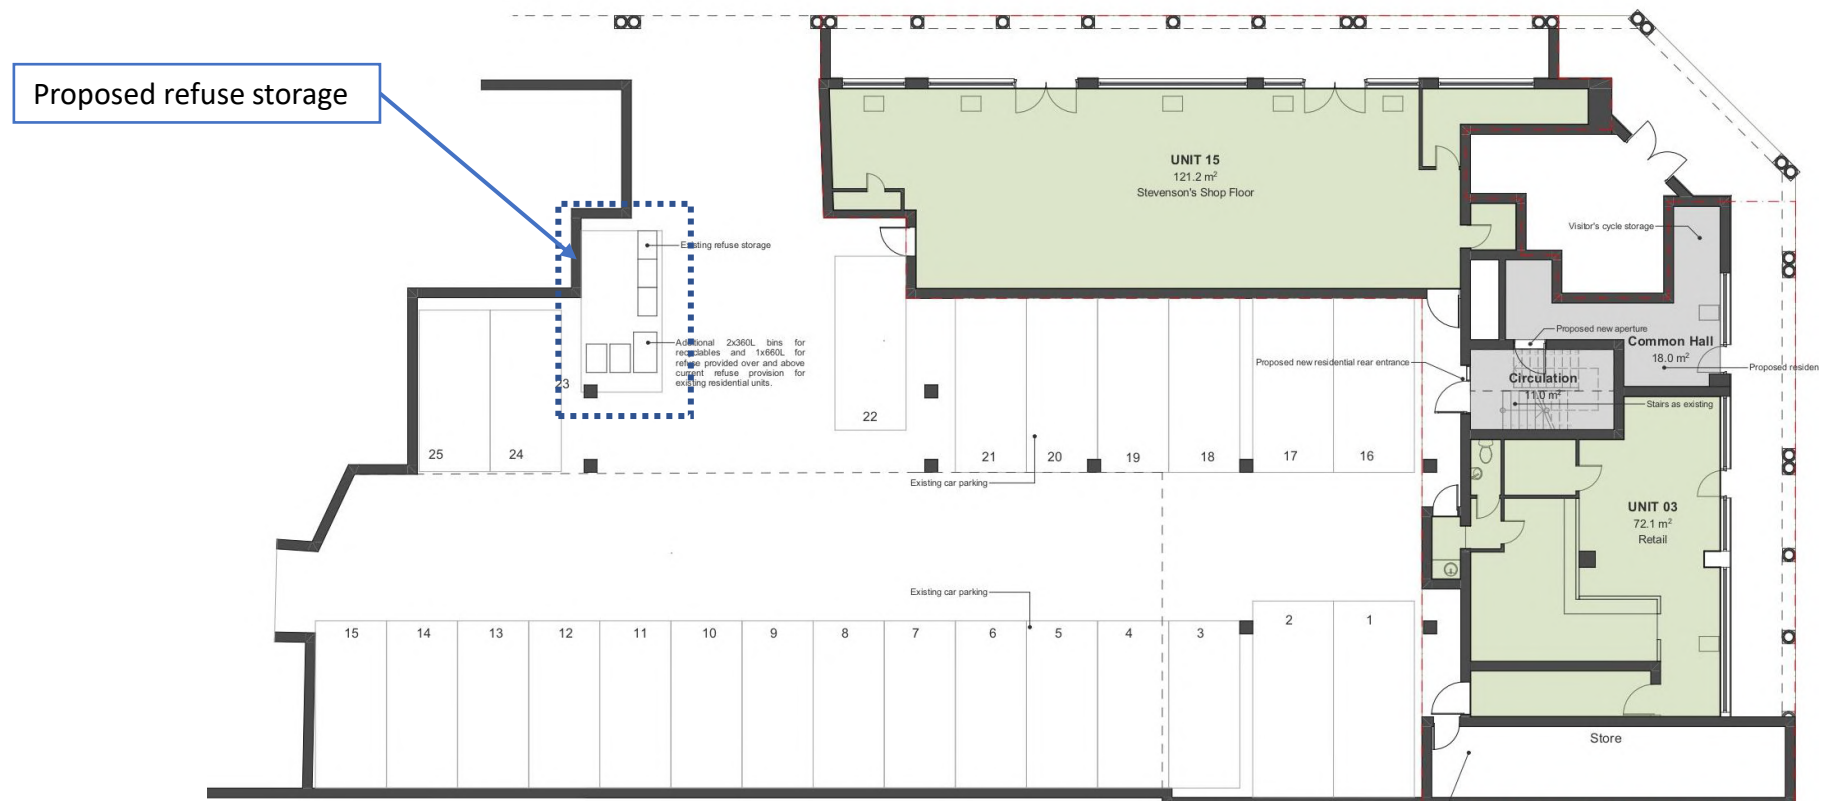 Proposed refuse storage
UNIT 15
121.2 m²
Stevenson's Shop Floor
Visitor's cycle storage
Existing refuse storage
Proposed new aperture
Common Hall
18.0 m²
Proposed residen
Additional 2x360L bins for
recyclables and 1x660L for
refuse provided over and above
current refuse provision for
existing residential units.
Proposed new residential rear entrance
Circulation
11.0 m²
Stairs as existing
23
22
25
24
21
20
19
18
17
16
Existing car parking
UNIT 03
72.1 m²
Retail
Existing car parking
15
14
13
12
11
10
9
8
7
6
5
4
3
2
1
Store